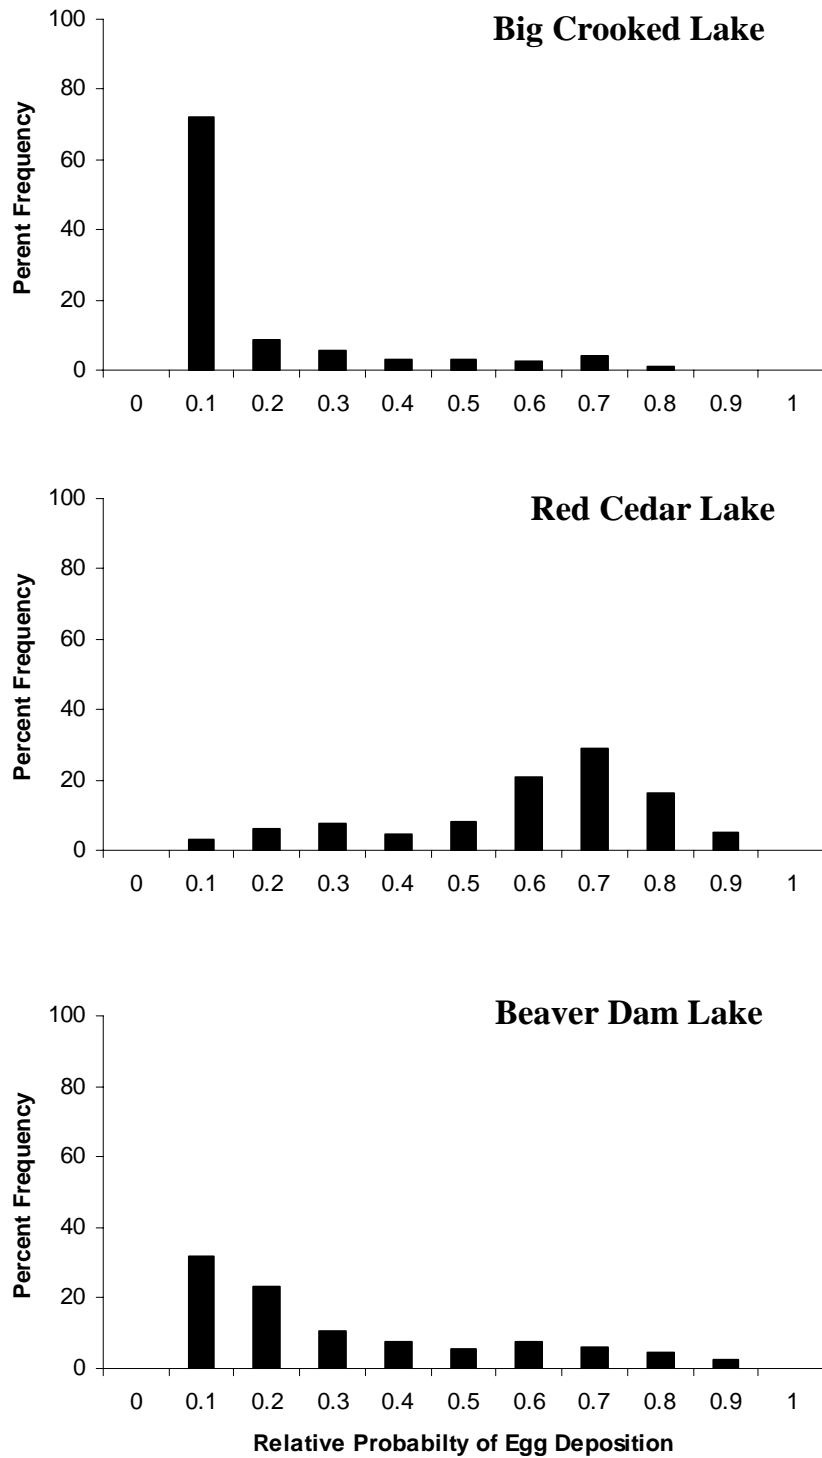 Big Crooked Lake
Perent Frequency
100
80
60
40
20
0
0 0.1 0.2 0.3 0.4 0.5 0.6 0.7 0.8 0.9 1
Red Cedar Lake
Percent Frequency
100
80
60
40
20
0
0 0.1 0.2 0.3 0.4 0.5 0.6 0.7 0.8 0.9 1
Beaver Dam Lake
Percent Frequency
100
80
60
40
20
0
0 0.1 0.2 0.3 0.4 0.5 0.6 0.7 0.8 0.9 1
Relative Probabilty of Egg Deposition